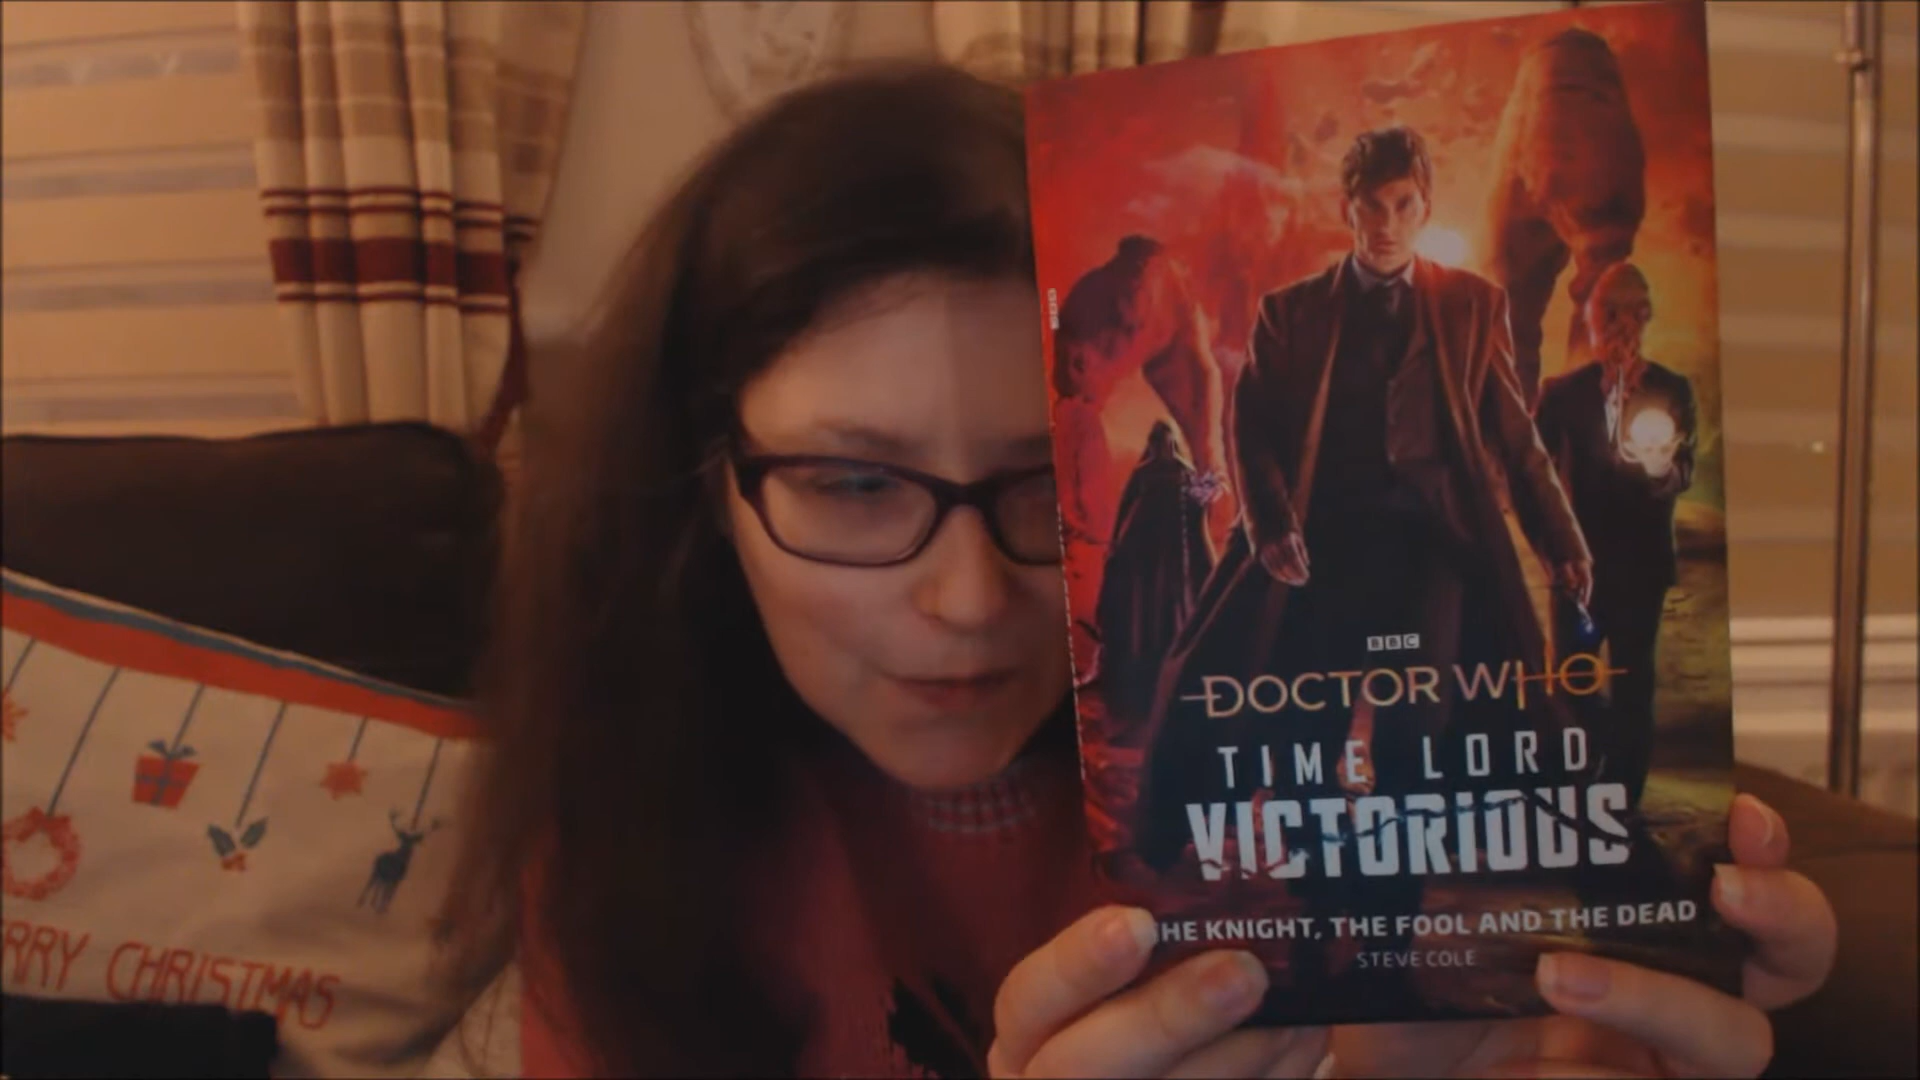 BBC
DOCTOR WHO
TIME LORD
VICTORIOUS
HE KNIGHT, THE FOOL AND THE DEAD
STEVE COLE
RRY CHRISTMAS